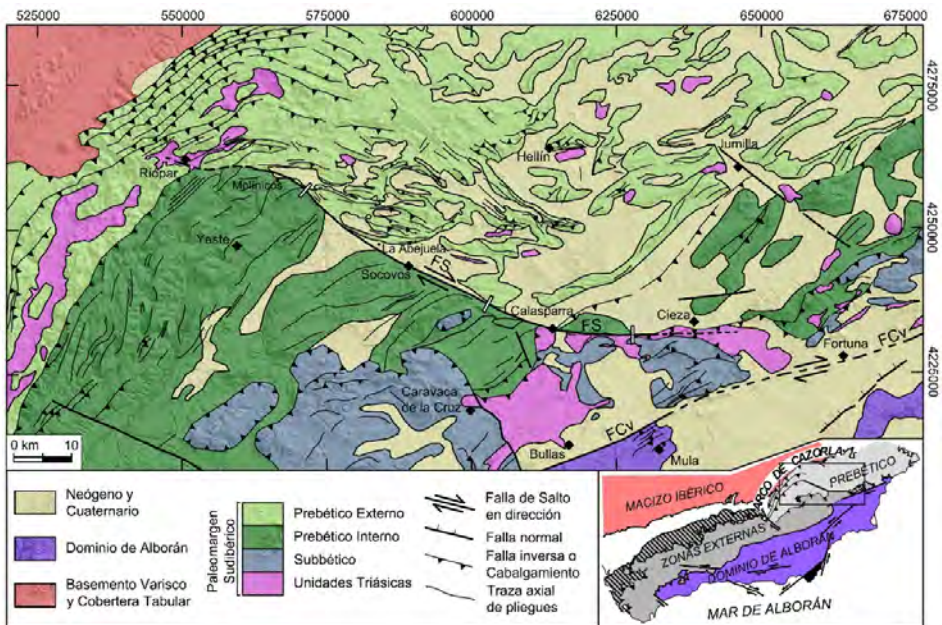 525000
550000
575000
600000
625000
650000
675000
4275000
4250000
4225000
Hellín
Jumilla
Riopar
Molinicos
Yeste
La Abejuela
Socovos
FS
Calasparra
FS
Cieza
Fortuna
FCv
Caravaca
de la Cruz
FCv
Bullas
Mula
0 km 10
Neógeno y
Cuaternario
Dominio de Alborán
Basamento Varisco
y Cobertera Tabular
Paleomargen
Sudibérico
Prebético Externo
Prebético Interno
Subbético
Unidades Triásicas
Falla de Salto
en dirección
Falla normal
Falla inversa o
Cabalgamiento
Traza axial
de pliegues
MACIZO IBÉRICO
ARCO DE CAZORLA
PREBÉTICO
ZONAS EXTERNAS
DOMINIO DE ALBORÁN
MAR DE ALBORÁN